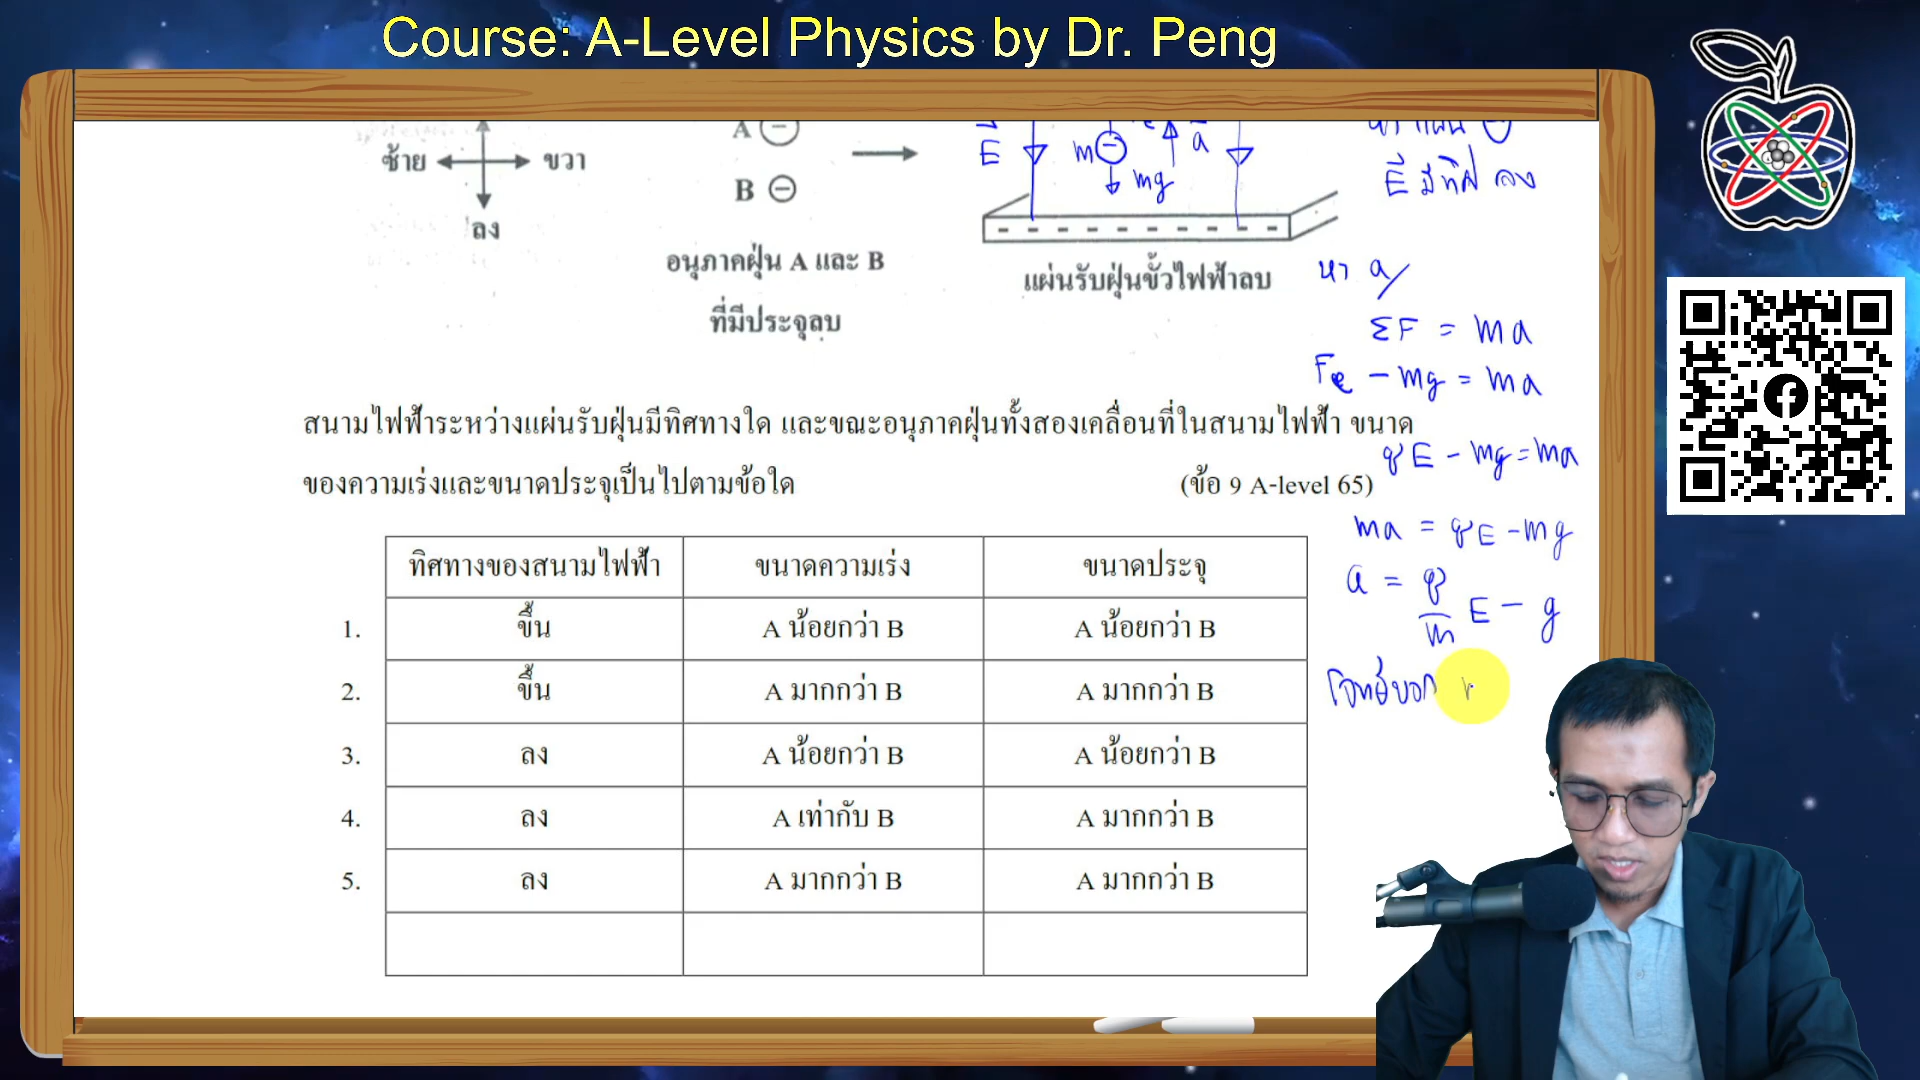 Course: A-Level Physics by Dr. Peng
A
ซ้าย
ขวา
B
ลง
อนุภาคฝุ่น A และ B
ที่มีประจุลบ
E
m
mg
a
แผ่น
E มีทิศ ลง
แผ่นรับฝุ่นขั้วไฟฟ้าลบ
หา a
ΣF = ma
Fe - mg = ma
สนามไฟฟ้าระหว่างแผ่นรับฝุ่นมีทิศทางใด และขณะอนุภาคฝุ่นทั้งสองเคลื่อนที่ในสนามไฟฟ้า ขนาด
qE - mg = ma
ของความเร่งและขนาดประจุเป็นไปตามข้อใด (ข้อ 9 A-level 65)
ma = qE - mg
a = q/m E - g
โจทย์บอก
ทิศทางของสนามไฟฟ้า ขนาดความเร่ง ขนาดประจุ
1. ขึ้น A น้อยกว่า B A น้อยกว่า B
2. ขึ้น A มากกว่า B A มากกว่า B
3. ลง A น้อยกว่า B A น้อยกว่า B
4. ลง A เท่ากับ B A มากกว่า B
5. ลง A มากกว่า B A มากกว่า B